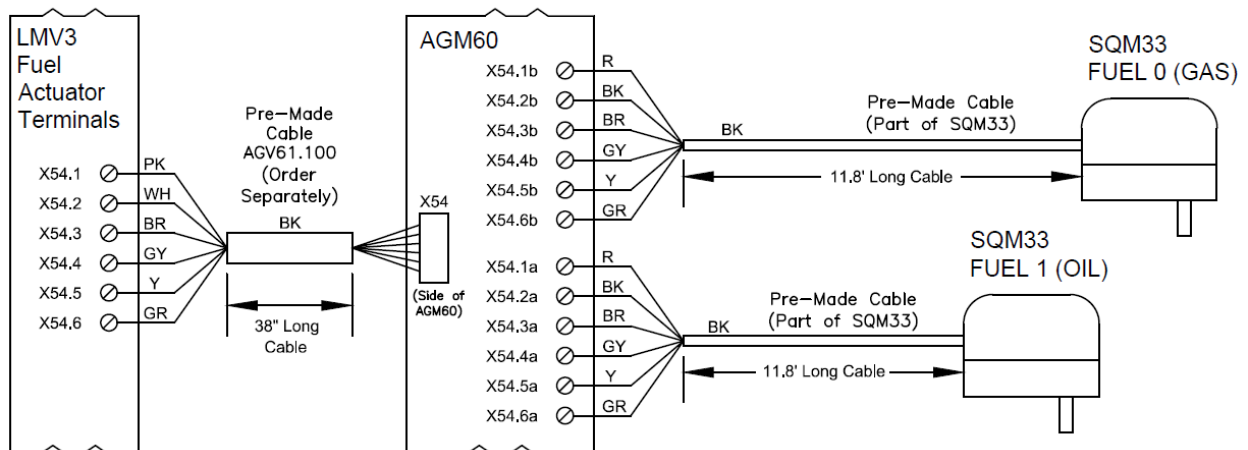 LMV3
Fuel
Actuator
Terminals
X54.1
PK
X54.2
WH
X54.3
BR
X54.4
GY
X54.5
Y
X54.6
GR
Pre-Made
Cable
AGV61.100
(Order
Separately)
BK
38" Long
Cable
AGM60
X54
(Side of
AGM60)
X54.1b
R
X54.2b
BK
X54.3b
BR
X54.4b
GY
X54.5b
Y
X54.6b
GR
BK
Pre-Made Cable
(Part of SQM33)
11.8' Long Cable
SQM33
FUEL 0 (GAS)
X54.1a
R
X54.2a
BK
X54.3a
BR
X54.4a
GY
X54.5a
Y
X54.6a
GR
BK
Pre-Made Cable
(Part of SQM33)
11.8' Long Cable
SQM33
FUEL 1 (OIL)